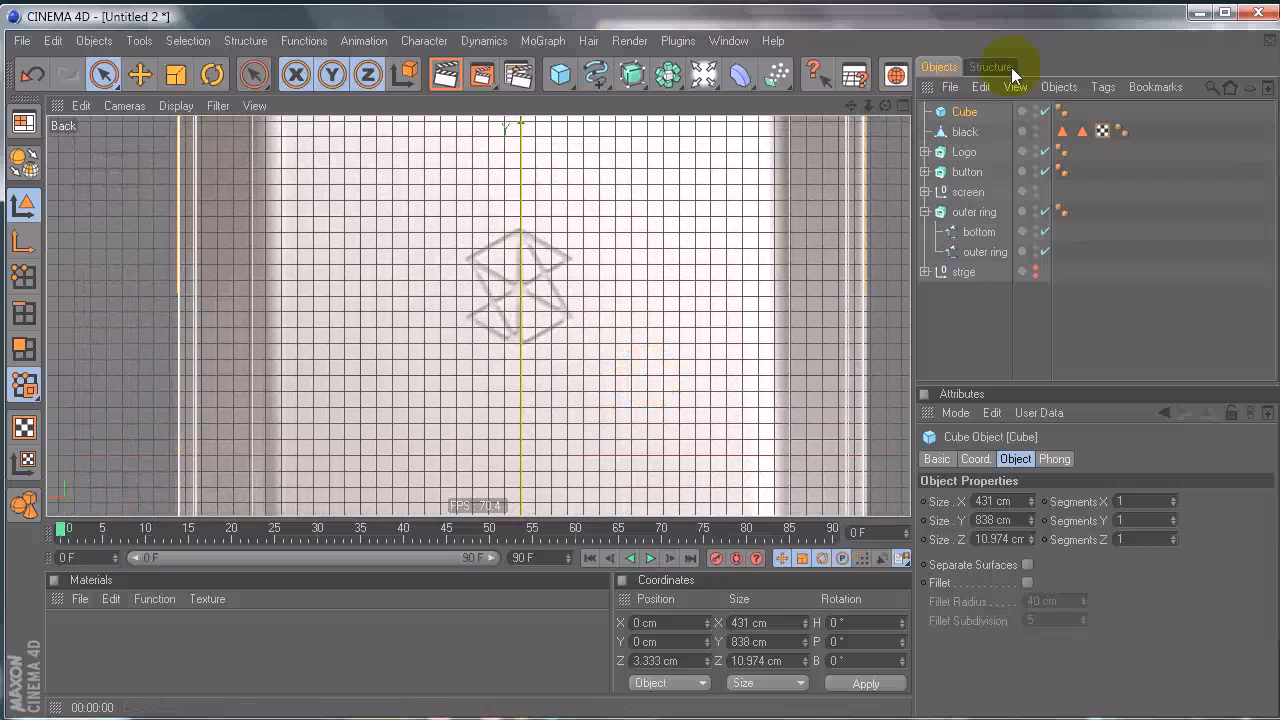 CINEMA 4D - [Untitled 2 *]
File Edit Objects Tools Selection Structure Functions Animation Character Dynamics MoGraph Hair Render Plugins Window Help
X Y Z
Objects Structure
File Edit View Objects Tags Bookmarks
Edit Cameras Display Filter View
Back
Y
Cube
black
Logo
button
screen
outer ring
bottom
outer ring
strge
Attributes
Mode Edit User Data
Cube Object [Cube]
Basic Coord. Object Phong
Object Properties
Size . X 431 cm Segments X 1
Size . Y 838 cm Segments Y 1
Size . Z 10.974 cm Segments Z 1
Separate Surfaces
Fillet
Fillet Radius 40 cm
Fillet Subdivision 5
FPS : 70.4
0 5 10 15 20 25 30 35 40 45 50 55 60 65 70 75 80 85 90 0 F
0 F 0 F 90 F 90 F
Materials
File Edit Function Texture
Coordinates
Position Size Rotation
X 0 cm X 431 cm H 0 °
Y 0 cm Y 838 cm P 0 °
Z 3.333 cm Z 10.974 cm B 0 °
Object Size Apply
MAXON CINEMA 4D
00:00:00